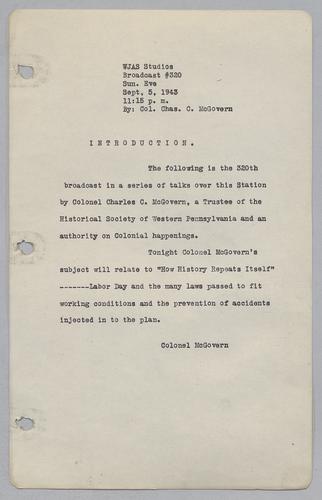 WJAS Studios
Broadcast #320
Sun. Eve
Sept, 5, 1943
11:15 p. m.
By: Col. Chas. C. McGovern
I N T R O D U C T I O N .
The following is the 320th
broadcast in a series of talks over this Station
by Colonel Charles C. McGovern, a Trustee of the
Historical Society of Western Pennsylvania and an
authority on Colonial happenings.
Tonight Colonel McGovern's
subject will relate to "How History Repeats Itself"
-------Labor Day and the many laws passed to fit
working conditions and the prevention of accidents
injected in to the plan.
Colonel McGovern